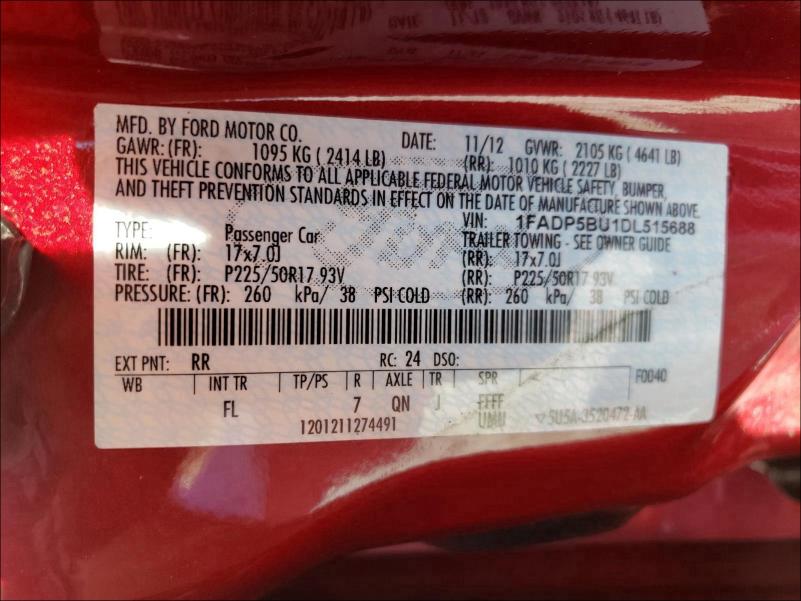 MFD. BY FORD MOTOR CO.
DATE: 11/12 GVWR: 2105 KG ( 4641 LB)
GAWR: (FR): 1095 KG ( 2414 LB) (RR): 1010 KG ( 2227 LB)
THIS VEHICLE CONFORMS TO ALL APPLICABLE FEDERAL MOTOR VEHICLE SAFETY, BUMPER,
AND THEFT PREVENTION STANDARDS IN EFFECT ON THE DATE OF MANUFACTURE SHOWN ABOVE.
VIN: 1FADP5BU1DL515688
TYPE: Passenger Car TRAILER TOWING - SEE OWNER GUIDE
RIM: (FR) 17x7.0J (RR): 17x7.0J
TIRE: (FR) P225/50R17 93V (RR): P225/50R17 93V
PRESSURE: (FR): 260 kPa/ 38 PSI COLD (RR): 260 kPa/ 38 PSI COLD
EXT PNT: RR RC: 24 DSO:
WB INT TR TP/PS R AXLE TR SPR F0040
FL 7 QN J FFFF
1201211274491 UMU ▽5U5A-3520472-AA